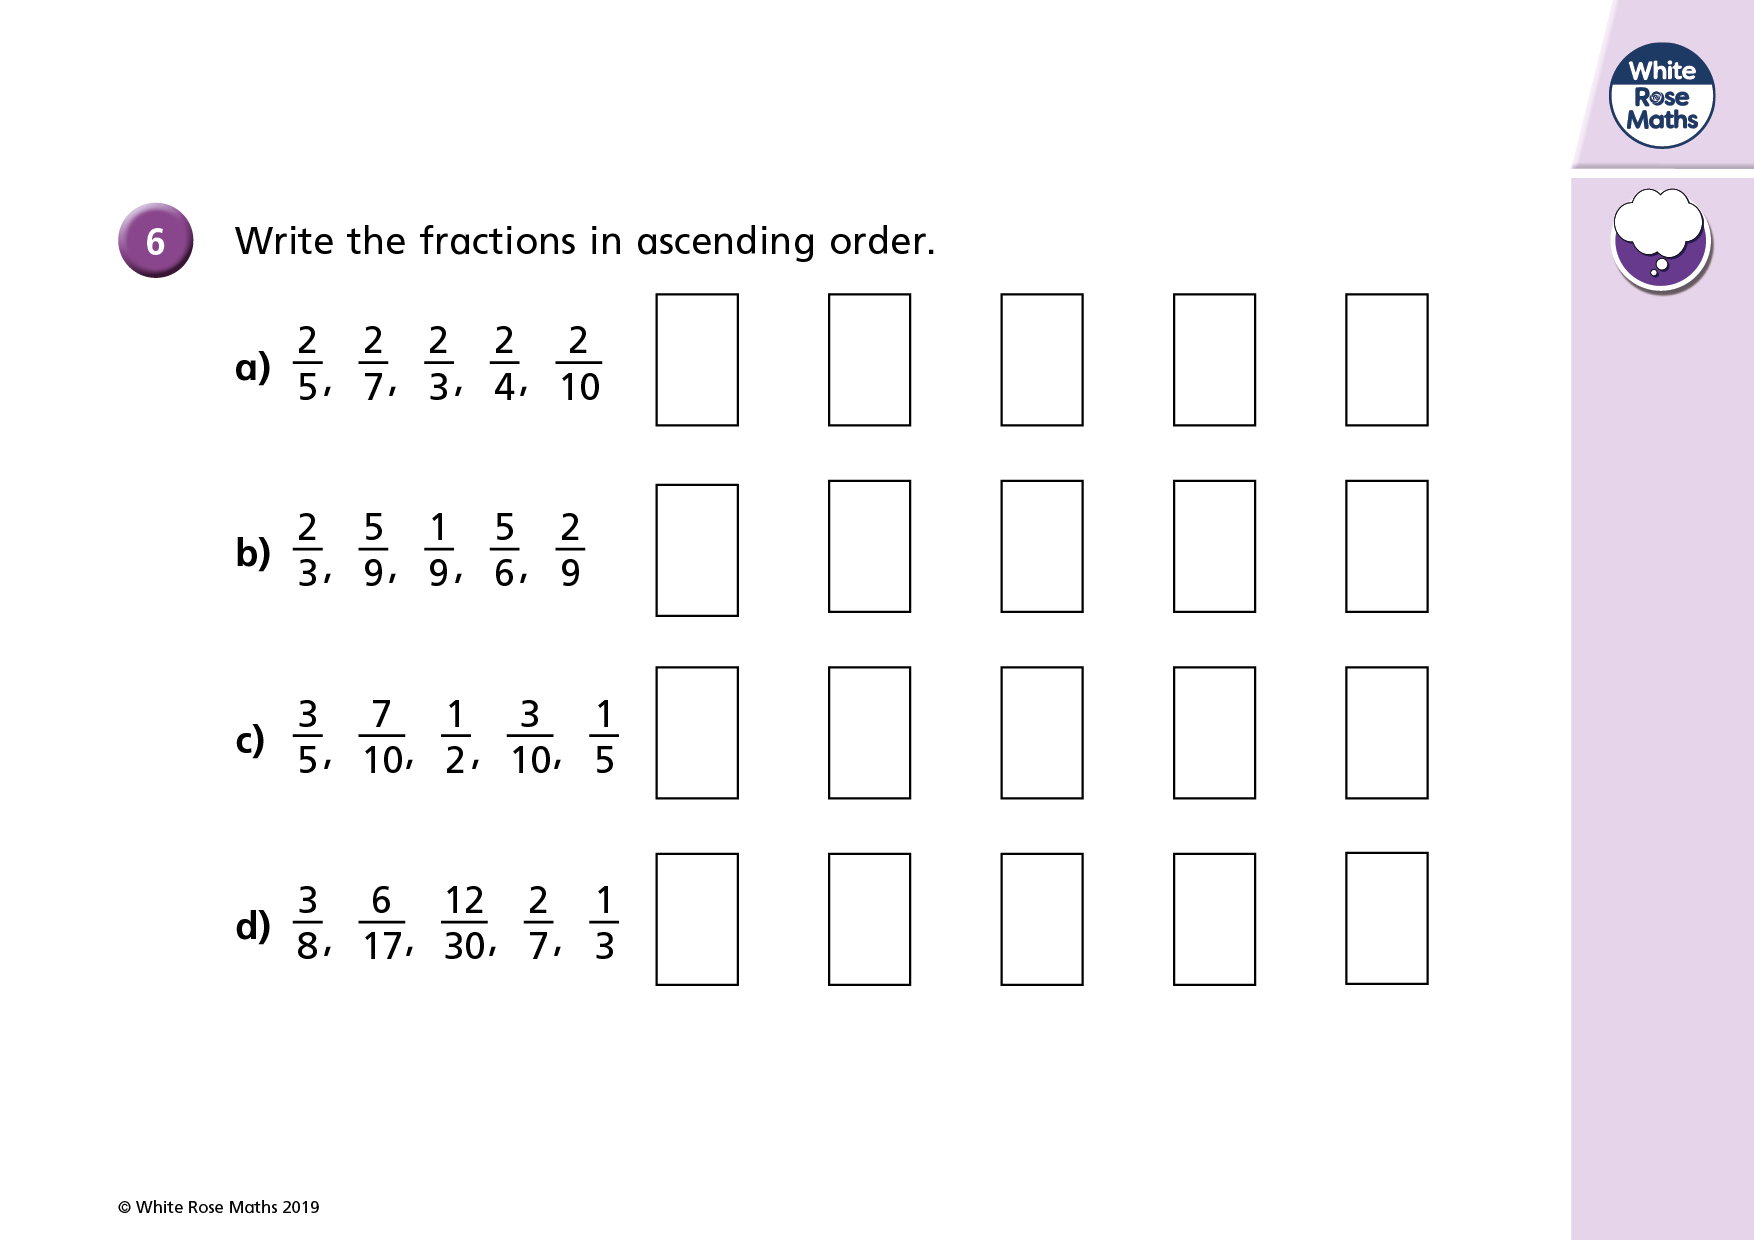 White
Rose
Maths
6 Write the fractions in ascending order.
a) 2/5, 2/7, 2/3, 2/4, 2/10
b) 2/3, 5/9, 1/9, 5/6, 2/9
c) 3/5, 7/10, 1/2, 3/10, 1/5
d) 3/8, 6/17, 12/30, 2/7, 1/3
© White Rose Maths 2019